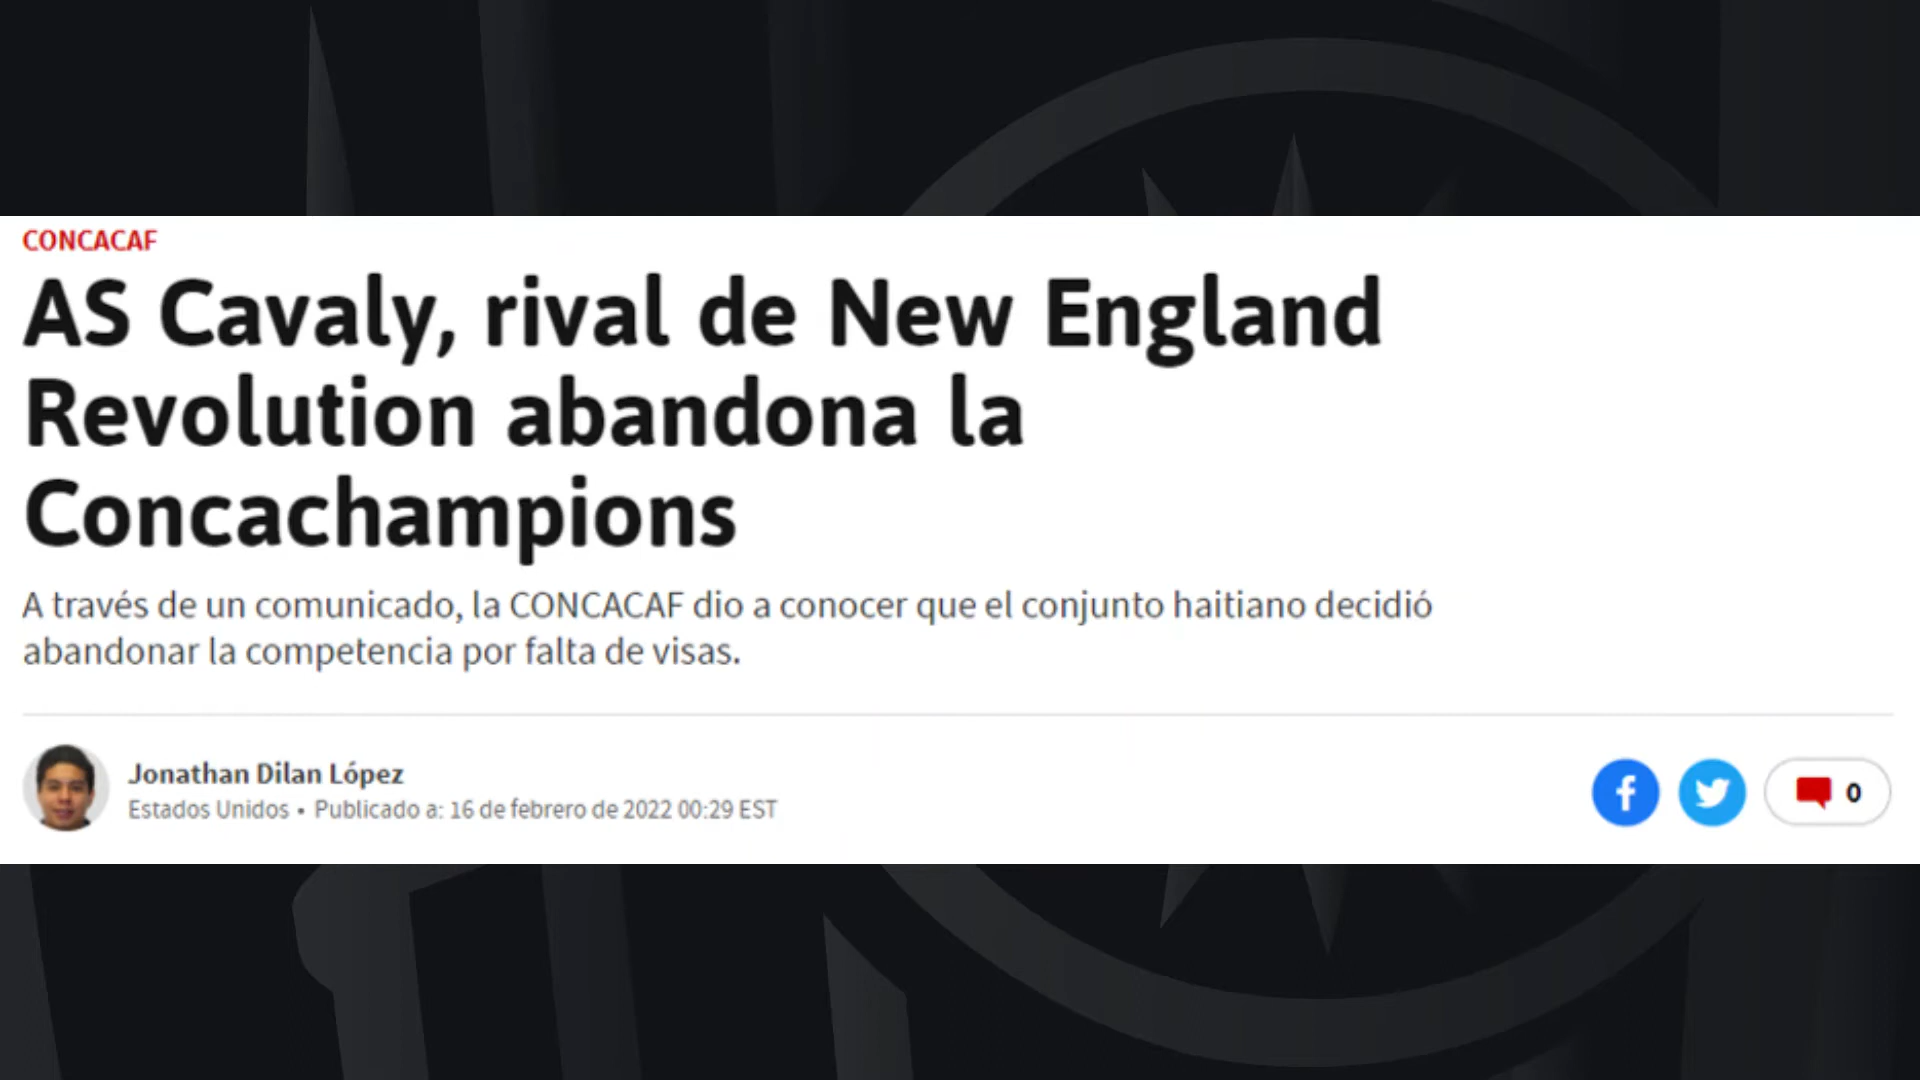 CONCACAF
AS Cavaly, rival de New England
Revolution abandona la
Concachampions
A través de un comunicado, la CONCACAF dio a conocer que el conjunto haitiano decidió
abandonar la competencia por falta de visas.
Jonathan Dilan López
Estados Unidos • Publicado a: 16 de febrero de 2022 00:29 EST
0